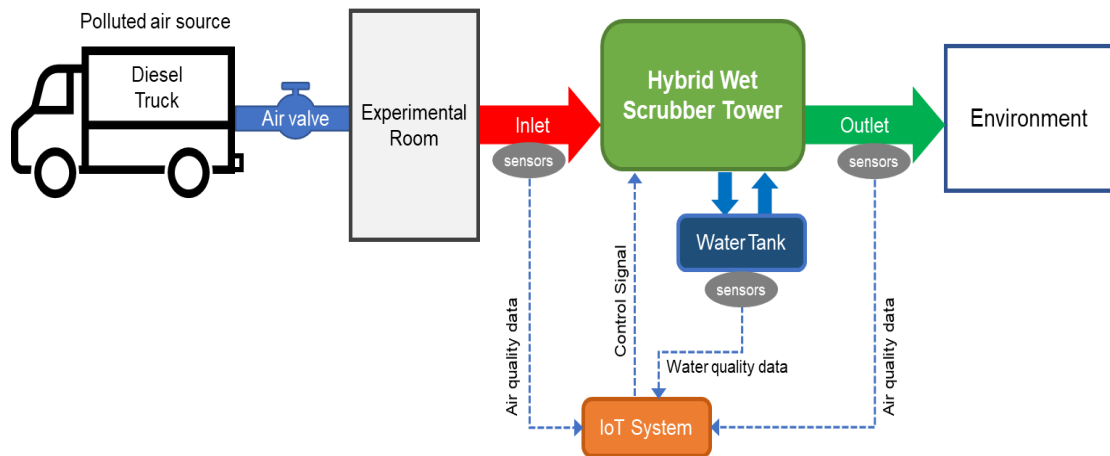 Polluted air source
Diesel
Truck
Air valve
Experimental
Room
Inlet
sensors
Hybrid Wet
Scrubber Tower
Outlet
sensors
Environment
Water Tank
sensors
Control Signal
Air quality data
Water quality data
Air quality data
IoT System